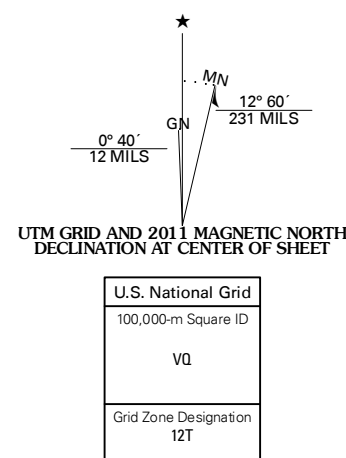 ★
MN
GN
12° 60´
231 MILS
0° 40´
12 MILS
UTM GRID AND 2011 MAGNETIC NORTH
DECLINATION AT CENTER OF SHEET
U.S. National Grid
100,000-m Square ID
VQ
Grid Zone Designation
12T